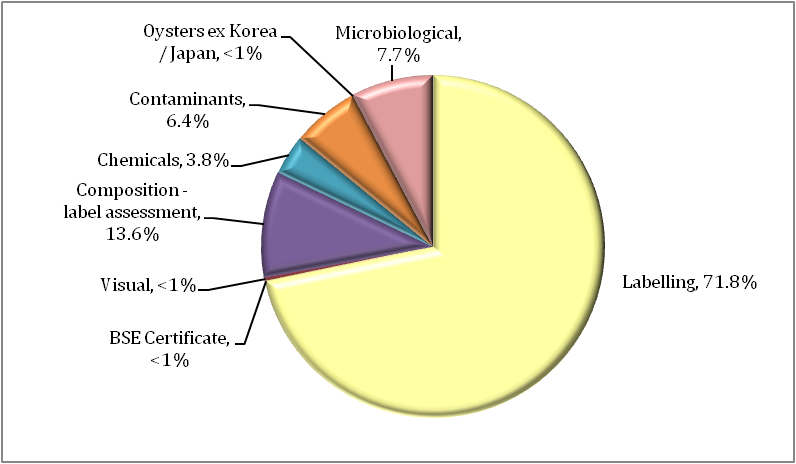 Oysters ex Korea
/ Japan, <1%
Microbiological,
7.7%
Contaminants,
6.4%
Chemicals, 3.8%
Composition -
label assessment,
13.6%
Visual, <1%
BSE Certificate,
<1%
Labelling, 71.8%